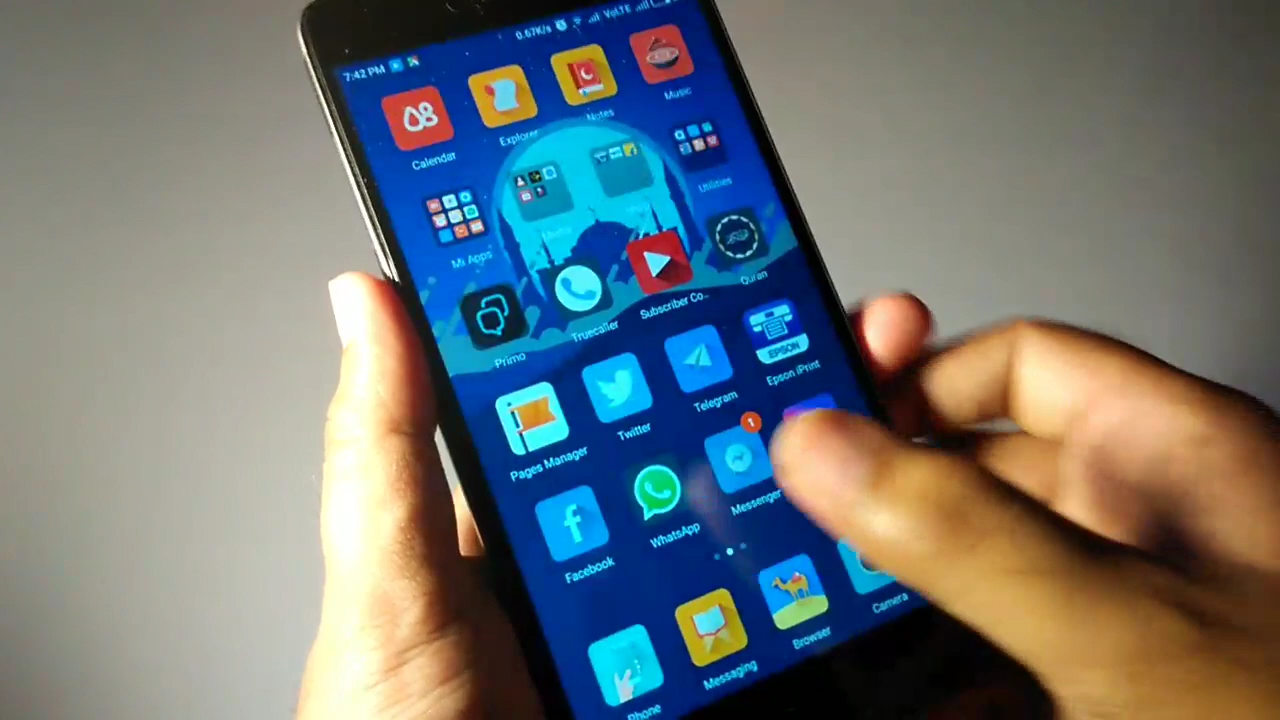 7:42 PM
0.67K/s VoLTE
Calendar
Explorer
Notes
Music
Mi Apps
Utilities
Primo
Truecaller
Subscriber Co...
Quran
Pages Manager
Twitter
Telegram
EPSON
Epson iPrint
Facebook
WhatsApp
1
Messenger
Phone
Messaging
Browser
Camera